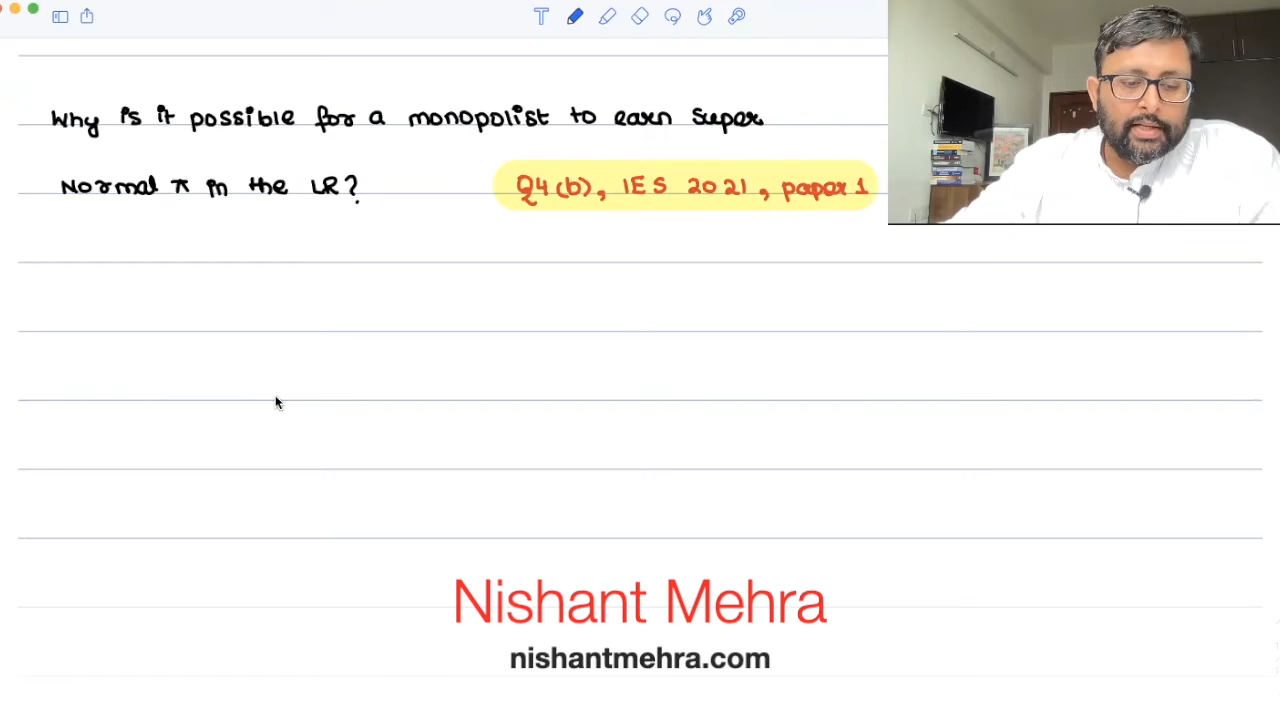 Why is it possible for a monopolist to earn super
Normal π in the LR?
Q4(b), IES 2021, paper 1
Nishant Mehra
nishantmehra.com